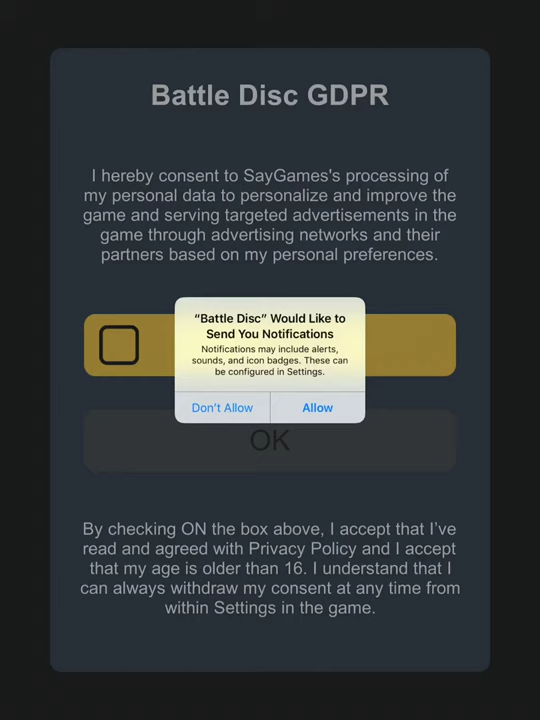 Battle Disc GDPR
I hereby consent to SayGames's processing of
my personal data to personalize and improve the
game and serving targeted advertisements in the
game through advertising networks and their
partners based on my personal preferences.
“Battle Disc” Would Like to
Send You Notifications
Notifications may include alerts,
sounds, and icon badges. These can
be configured in Settings.
Don't Allow
Allow
OK
By checking ON the box above, I accept that I've
read and agreed with Privacy Policy and I accept
that my age is older than 16. I understand that I
can always withdraw my consent at any time from
within Settings in the game.